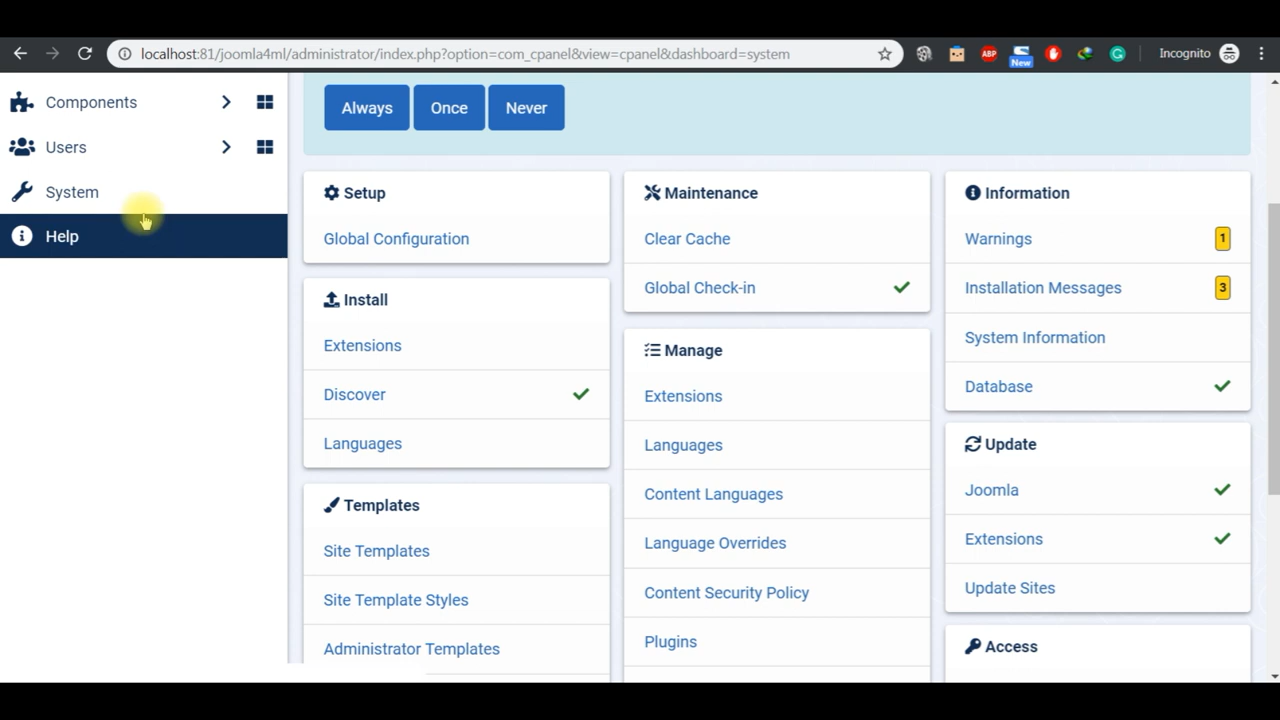 localhost:81/joomla4ml/administrator/index.php?option=com_cpanel&view=cpanel&dashboard=system
ABP
New
Incognito
Components
Users
System
Help
Always
Once
Never
Setup
Global Configuration
Install
Extensions
Discover
Languages
Templates
Site Templates
Site Template Styles
Administrator Templates
Maintenance
Clear Cache
Global Check-in
Manage
Extensions
Languages
Content Languages
Language Overrides
Content Security Policy
Plugins
Information
Warnings 1
Installation Messages 3
System Information
Database
Update
Joomla
Extensions
Update Sites
Access